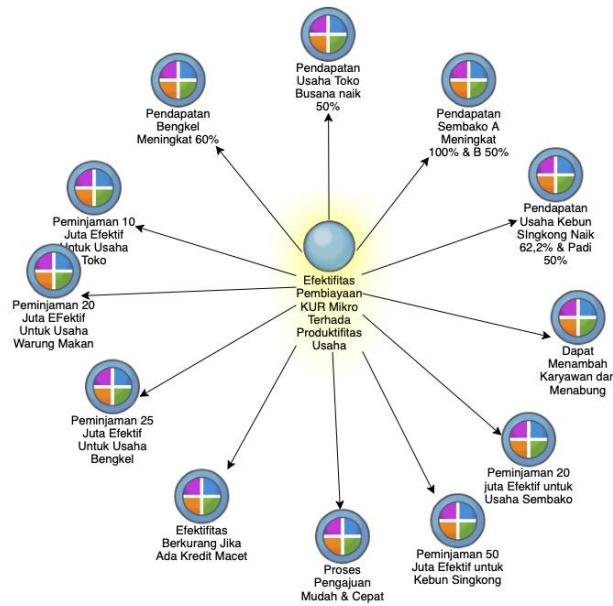 Pendapatan
Usaha Toko
Busana naik
50%
Pendapatan
Bengkel
Meningkat 60%
Pendapatan
Sembako A
Meningkat
100% & B 50%
Peminjaman 10
Juta Efektif
Untuk Usaha
Toko
Pendapatan
Usaha Kebun
SIngkong Naik
62,2% & Padi
50%
Efektifitas
Pembiayaan
KUR Mikro
Terhada
Produktifitas
Usaha
Peminjaman 20
Juta EFektif
Untuk Usaha
Warung Makan
Dapat
Menambah
Karyawan dan
Menabung
Peminjaman 25
Juta Efektif
Untuk Usaha
Bengkel
Peminjaman 20
juta Efektif untuk
Usaha Sembako
Efektifitas
Berkurang Jika
Ada Kredit Macet
Proses
Pengajuan
Mudah & Cepat
Peminjaman 50
Juta Efektif untuk
Kebun Singkong